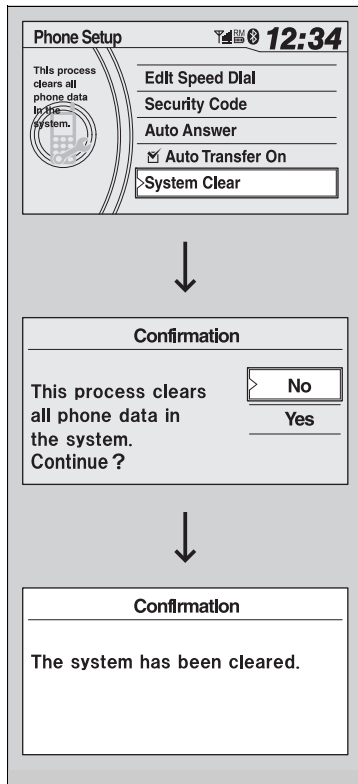 Phone Setup
RM
12:34
This process
clears all
phone data
in the
system.
Edit Speed Dial
Security Code
Auto Answer
Auto Transfer On
System Clear
Confirmation
This process clears
all phone data in
the system.
Continue ?
No
Yes
Confirmation
The system has been cleared.